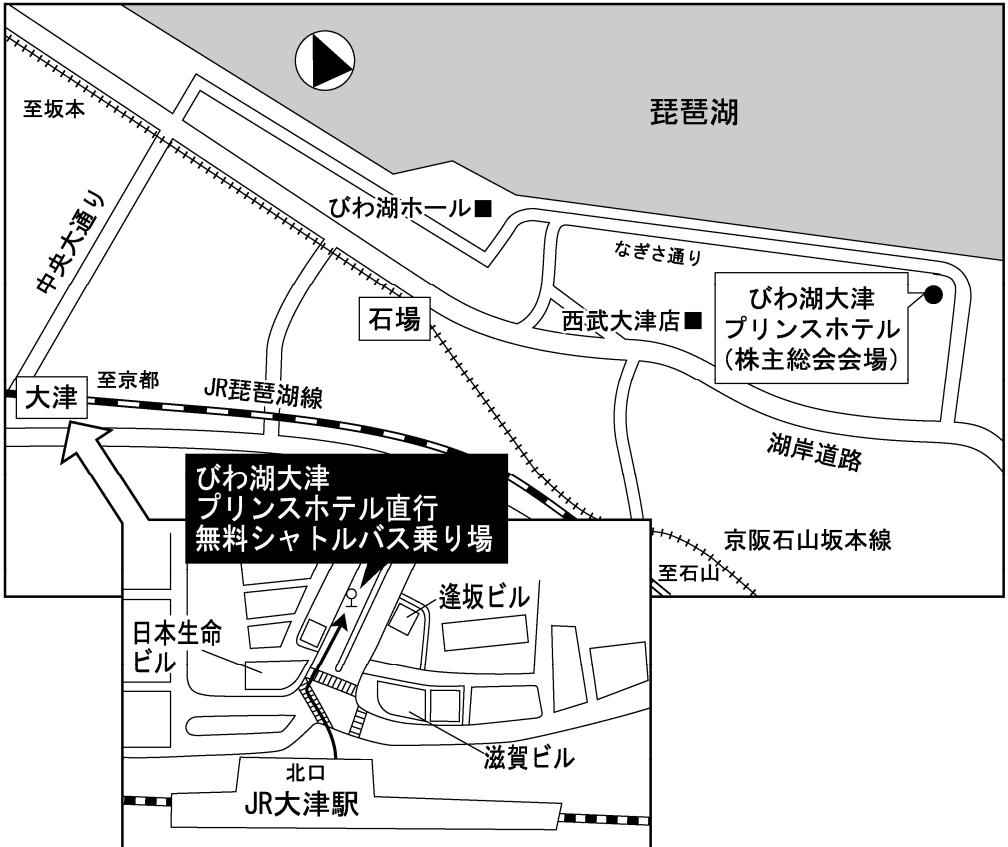 琵琶湖
至坂本
中央大通り
びわ湖ホール■
なぎさ通り
石場
西武大津店■
びわ湖大津
プリンスホテル
(株主総会会場)
大津
至京都
JR琵琶湖線
湖岸道路
京阪石山坂本線
至石山
びわ湖大津
プリンスホテル直行
無料シャトルバス乗り場
逢坂ビル
日本生命
ビル
滋賀ビル
北口
JR大津駅